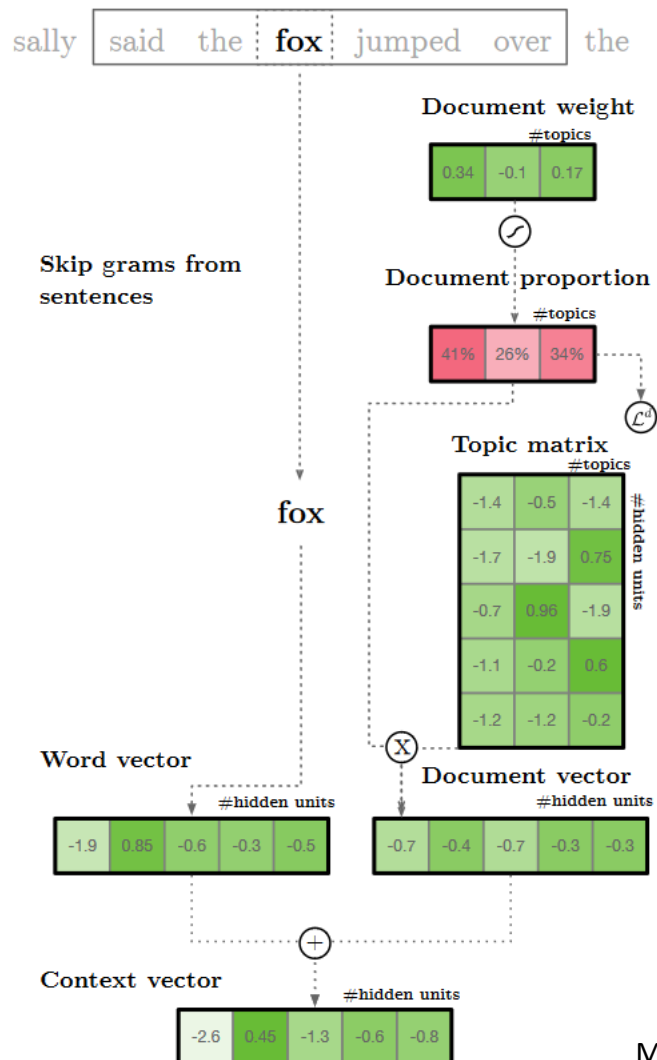 sally said the fox jumped over the
Document weight
#topics
0.34 -0.1 0.17
Skip grams from
sentences
Document proportion
#topics
41% 26% 34%
ℒᵈ
Topic matrix
#topics
#hidden units
-1.4 -0.5 -1.4
-1.7 -1.9 0.75
-0.7 0.96 -1.9
-1.1 -0.2 0.6
-1.2 -1.2 -0.2
fox
X
Word vector
#hidden units
-1.9 0.85 -0.6 -0.3 -0.5
Document vector
#hidden units
-0.7 -0.4 -0.7 -0.3 -0.3
+
Context vector
#hidden units
-2.6 0.45 -1.3 -0.6 -0.8
M